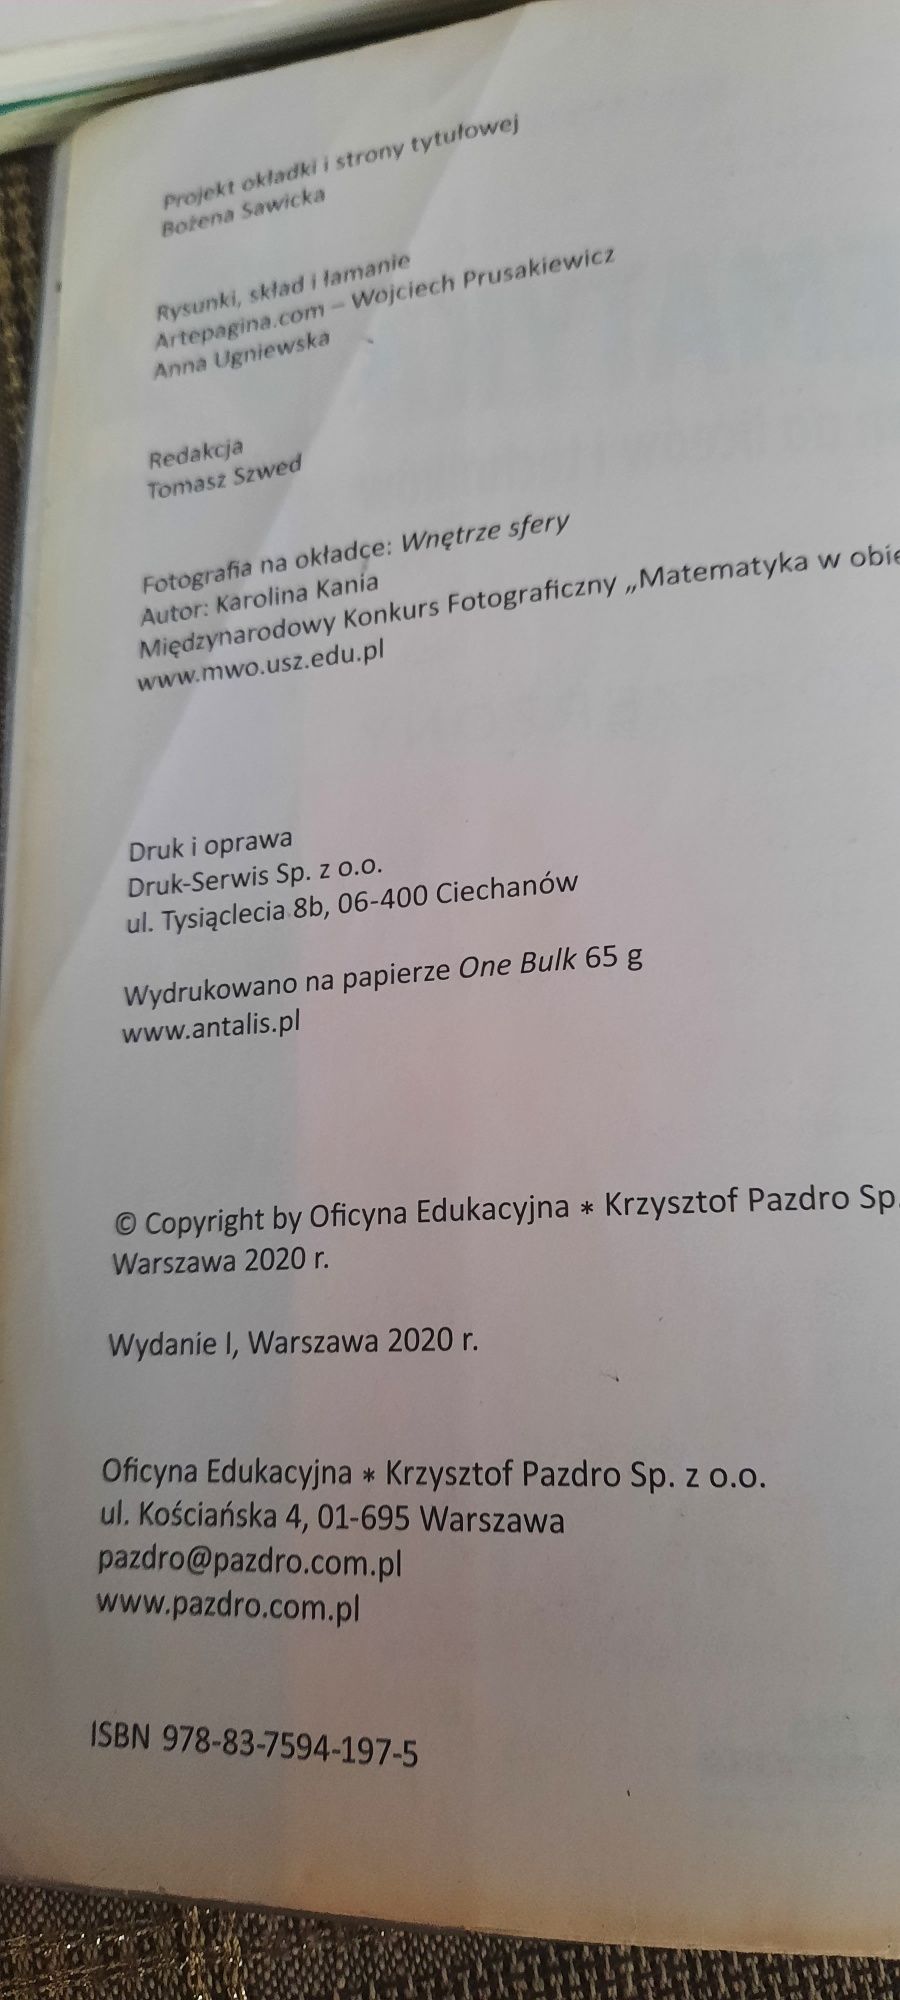 Projekt okładki i strony tytułowej
Bożena Sawicka
Rysunki, skład i łamanie
Artepagina.com – Wojciech Prusakiewicz
Anna Ugniewska
Redakcja
Tomasz Szwed
Fotografia na okładce: Wnętrze sfery
Autor: Karolina Kania
Międzynarodowy Konkurs Fotograficzny „Matematyka w obie
www.mwo.usz.edu.pl
Druk i oprawa
Druk-Serwis Sp. z o.o.
ul. Tysiąclecia 8b, 06-400 Ciechanów
Wydrukowano na papierze One Bulk 65 g
www.antalis.pl
© Copyright by Oficyna Edukacyjna * Krzysztof Pazdro Sp.
Warszawa 2020 r.
Wydanie I, Warszawa 2020 r.
Oficyna Edukacyjna * Krzysztof Pazdro Sp. z o.o.
ul. Kościańska 4, 01-695 Warszawa
pazdro@pazdro.com.pl
www.pazdro.com.pl
ISBN 978-83-7594-197-5